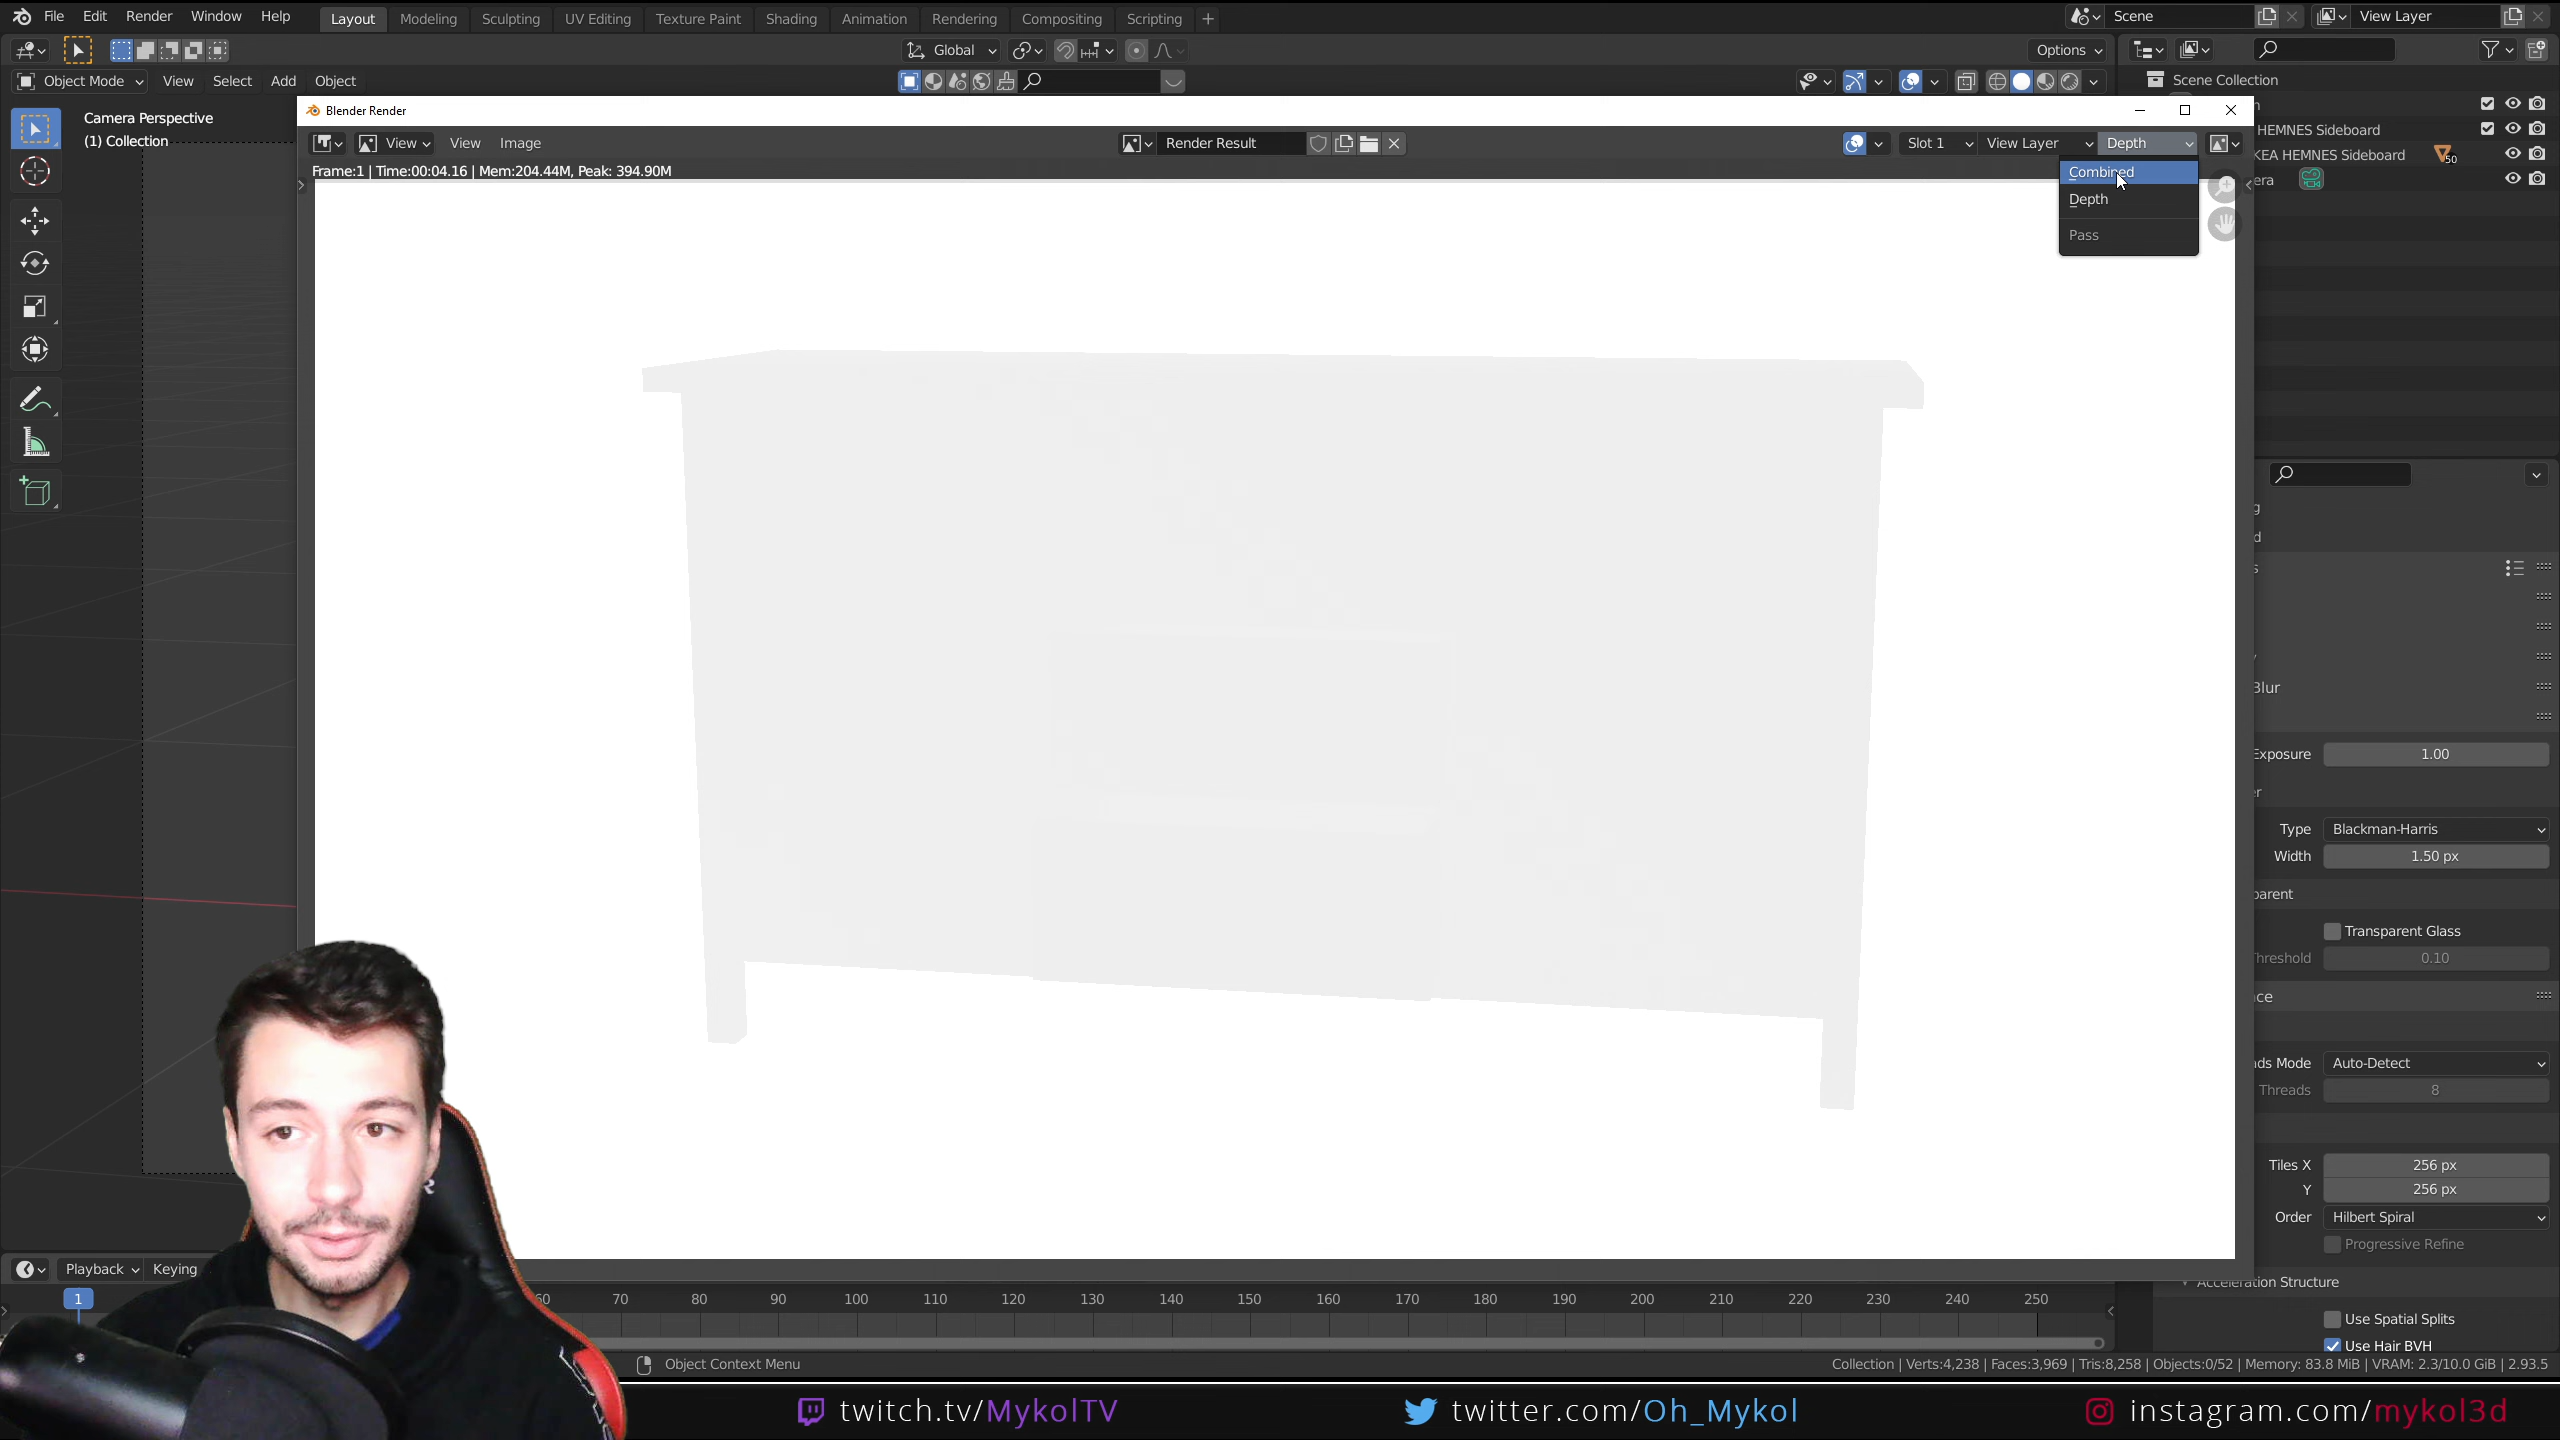 File Edit Render Window Help Layout Modeling Sculpting UV Editing Texture Paint Shading Animation Rendering Compositing Scripting + Scene View Layer
Global Options
Object Mode View Select Add Object Scene Collection
Camera Perspective
(1) Collection
Blender Render
HEMNES Sideboard
View View Image Render Result Slot 1 View Layer Depth
KEA HEMNES Sideboard 50
Frame:1 | Time:00:04.16 | Mem:204.44M, Peak: 394.90M
Combined
era
Depth
Pass
Blur
Exposure 1.00
er
Type Blackman-Harris
Width 1.50 px
parent
Transparent Glass
Threshold 0.10
ce
ds Mode Auto-Detect
Threads 8
Tiles X 256 px
Y 256 px
Order Hilbert Spiral
Progressive Refine
Playback Keying
Acceleration Structure
1 60 70 80 90 100 110 120 130 140 150 160 170 180 190 200 210 220 230 240 250
Use Spatial Splits
Use Hair BVH
Object Context Menu Collection | Verts:4,238 | Faces:3,969 | Tris:8,258 | Objects:0/52 | Memory: 83.8 MiB | VRAM: 2.3/10.0 GiB | 2.93.5
twitch.tv/MykolTV twitter.com/Oh_Mykol instagram.com/mykol3d